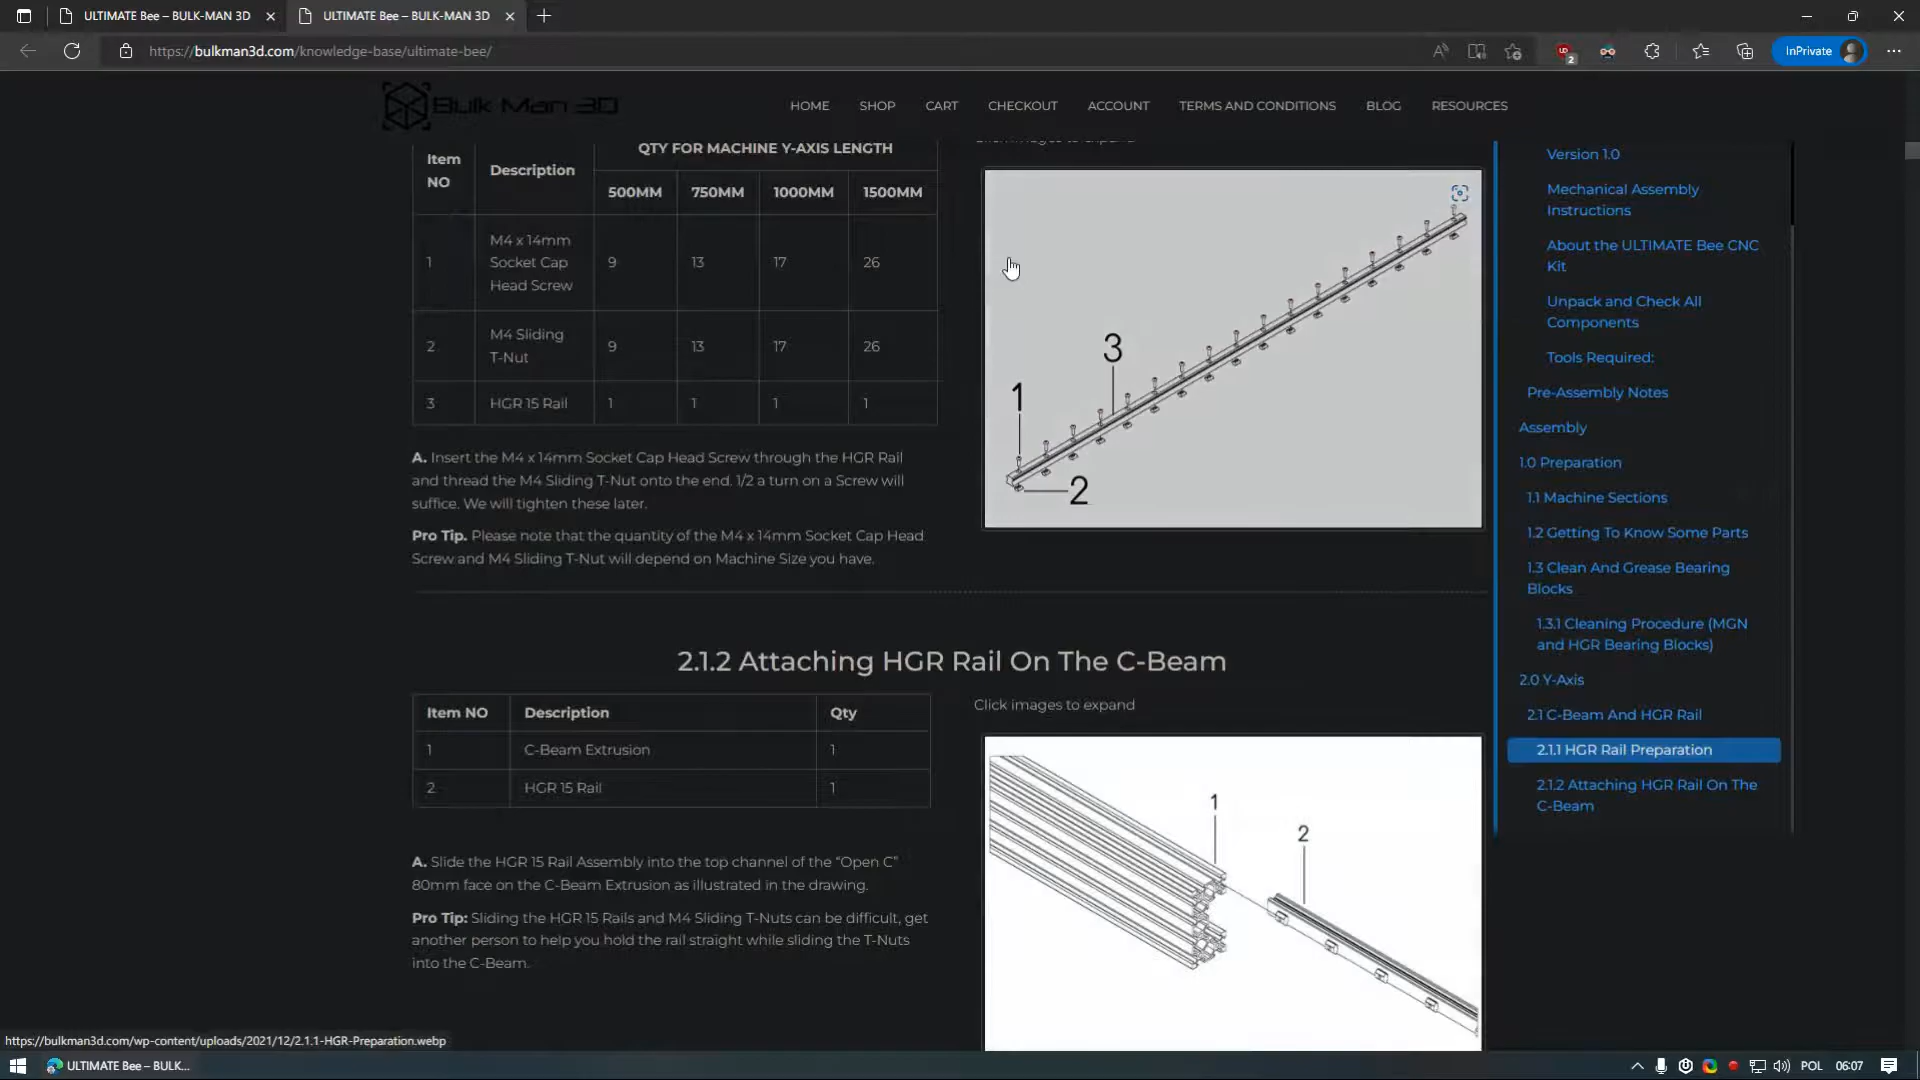 ULTIMATE Bee – BULK-MAN 3D
ULTIMATE Bee – BULK-MAN 3D
https://bulkman3d.com/knowledge-base/ultimate-bee/
2
InPrivate
Bulk Man 3D
HOME SHOP CART CHECKOUT ACCOUNT TERMS AND CONDITIONS BLOG RESOURCES
Item NO Description QTY FOR MACHINE Y-AXIS LENGTH
500MM 750MM 1000MM 1500MM
1 M4 x 14mm Socket Cap Head Screw 9 13 17 26
2 M4 Sliding T-Nut 9 13 17 26
3 HGR 15 Rail 1 1 1 1
A. Insert the M4 x 14mm Socket Cap Head Screw through the HGR Rail
and thread the M4 Sliding T-Nut onto the end. 1/2 a turn on a Screw will
suffice. We will tighten these later.
Pro Tip. Please note that the quantity of the M4 x 14mm Socket Cap Head
Screw and M4 Sliding T-Nut will depend on Machine Size you have.
1
3
2
2.1.2 Attaching HGR Rail On The C-Beam
Item NO Description Qty
1 C-Beam Extrusion 1
2 HGR 15 Rail 1
A. Slide the HGR 15 Rail Assembly into the top channel of the “Open C”
80mm face on the C-Beam Extrusion as illustrated in the drawing.
Pro Tip: Sliding the HGR 15 Rails and M4 Sliding T-Nuts can be difficult, get
another person to help you hold the rail straight while sliding the T-Nuts
into the C-Beam.
Click images to expand
1
2
Version 1.0
Mechanical Assembly
Instructions
About the ULTIMATE Bee CNC
Kit
Unpack and Check All
Components
Tools Required:
Pre-Assembly Notes
Assembly
1.0 Preparation
1.1 Machine Sections
1.2 Getting To Know Some Parts
1.3 Clean And Grease Bearing
Blocks
1.3.1 Cleaning Procedure (MGN
and HGR Bearing Blocks)
2.0 Y-Axis
2.1 C-Beam And HGR Rail
2.1.1 HGR Rail Preparation
2.1.2 Attaching HGR Rail On The
C-Beam
https://bulkman3d.com/wp-content/uploads/2021/12/2.1.1-HGR-Preparation.webp
ULTIMATE Bee – BULK...
POL
06:07